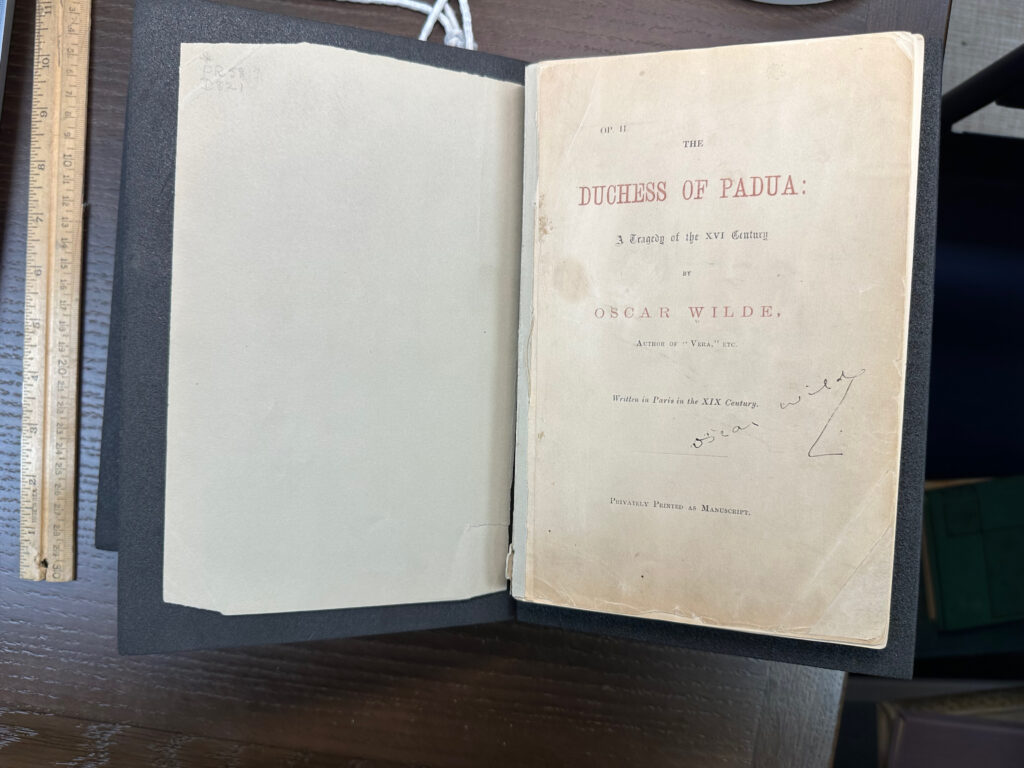 OP. II.
THE
DUCHESS OF PADUA:
A Tragedy of the XVI Century
BY
OSCAR WILDE,
AUTHOR OF "VERA," ETC.
Written in Paris in the XIX Century.
Oscar Wilde
PRIVATELY PRINTED AS MANUSCRIPT.